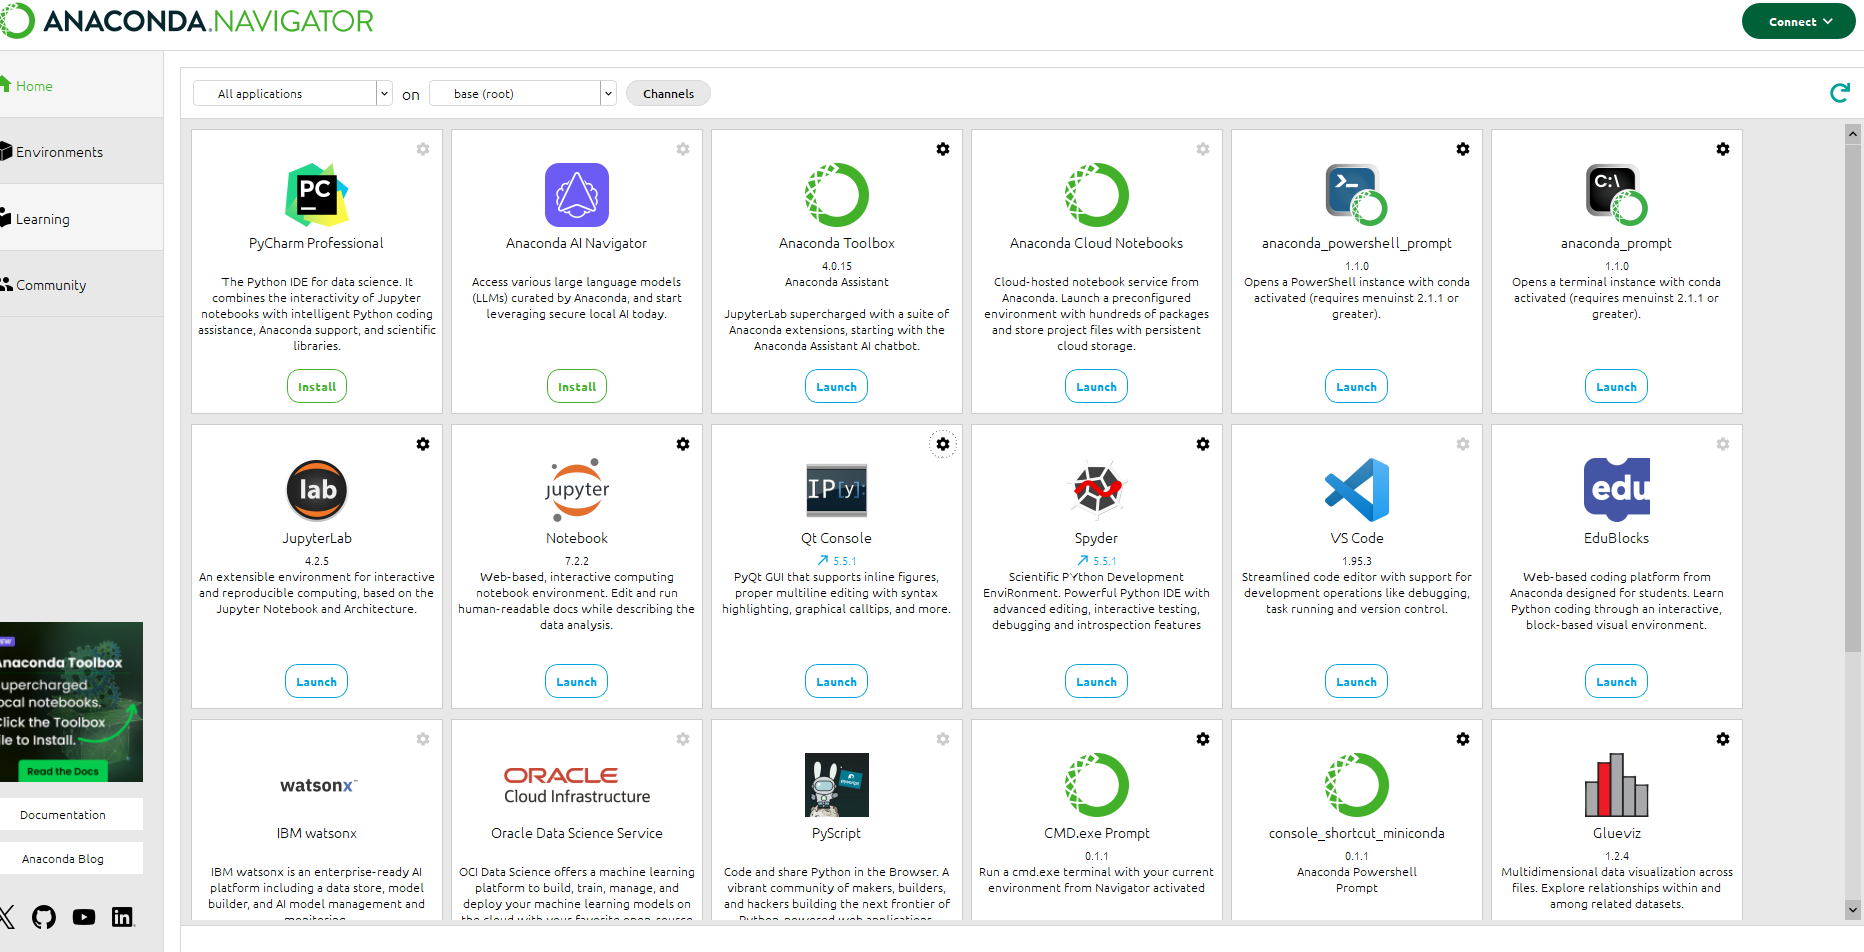 ANACONDA.NAVIGATOR
Connect
Home
Environments
Learning
Community
All applications
on
base (root)
Channels
PC
PyCharm Professional
The Python IDE for data science. It
combines the interactivity of Jupyter
notebooks with intelligent Python coding
assistance, Anaconda support, and scientific
libraries.
Install
Anaconda AI Navigator
Access various large language models
(LLMs) curated by Anaconda, and start
leveraging secure local AI today.
Install
Anaconda Toolbox
4.0.15
Anaconda Assistant
JupyterLab supercharged with a suite of
Anaconda extensions, starting with the
Anaconda Assistant AI chatbot.
Launch
Anaconda Cloud Notebooks
Cloud-hosted notebook service from
Anaconda. Launch a preconfigured
environment with hundreds of packages
and store project files with persistent
cloud storage.
Launch
anaconda_powershell_prompt
1.1.0
Opens a PowerShell instance with conda
activated (requires menuinst 2.1.1 or
greater).
Launch
C:\
anaconda_prompt
1.1.0
Opens a terminal instance with conda
activated (requires menuinst 2.1.1 or
greater).
Launch
lab
JupyterLab
4.2.5
An extensible environment for interactive
and reproducible computing, based on the
Jupyter Notebook and Architecture.
Launch
jupyter
Notebook
7.2.2
Web-based, interactive computing
notebook environment. Edit and run
human-readable docs while describing the
data analysis.
Launch
IP[y]:
Qt Console
5.5.1
PyQt GUI that supports inline figures,
proper multiline editing with syntax
highlighting, graphical calltips, and more.
Launch
Spyder
5.5.1
Scientific PYthon Development
EnviRonment. Powerful Python IDE with
advanced editing, interactive testing,
debugging and introspection features
Launch
VS Code
1.95.3
Streamlined code editor with support for
development operations like debugging,
task running and version control.
Launch
edu
EduBlocks
Web-based coding platform from
Anaconda designed for students. Learn
Python coding through an interactive,
block-based visual environment.
Launch
watsonx™
IBM watsonx
IBM watsonx is an enterprise-ready AI
platform including a data store, model
builder, and AI model management and
monitoring.
ORACLE
Cloud Infrastructure
Oracle Data Science Service
OCI Data Science offers a machine learning
platform to build, train, manage, and
deploy your machine learning models on
the cloud with your favorite open-source
PyScript
Code and share Python in the Browser. A
vibrant community of makers, builders,
and hackers building the next frontier of
Python-powered web applications.
CMD.exe Prompt
0.1.1
Run a cmd.exe terminal with your current
environment from Navigator activated
console_shortcut_miniconda
0.1.1
Anaconda Powershell
Prompt
Glueviz
1.2.4
Multidimensional data visualization across
files. Explore relationships within and
among related datasets.
naconda Toolbox
upercharged
ocal notebooks.
lick the Toolbox
ile to Install.
Read the Docs
Documentation
Anaconda Blog